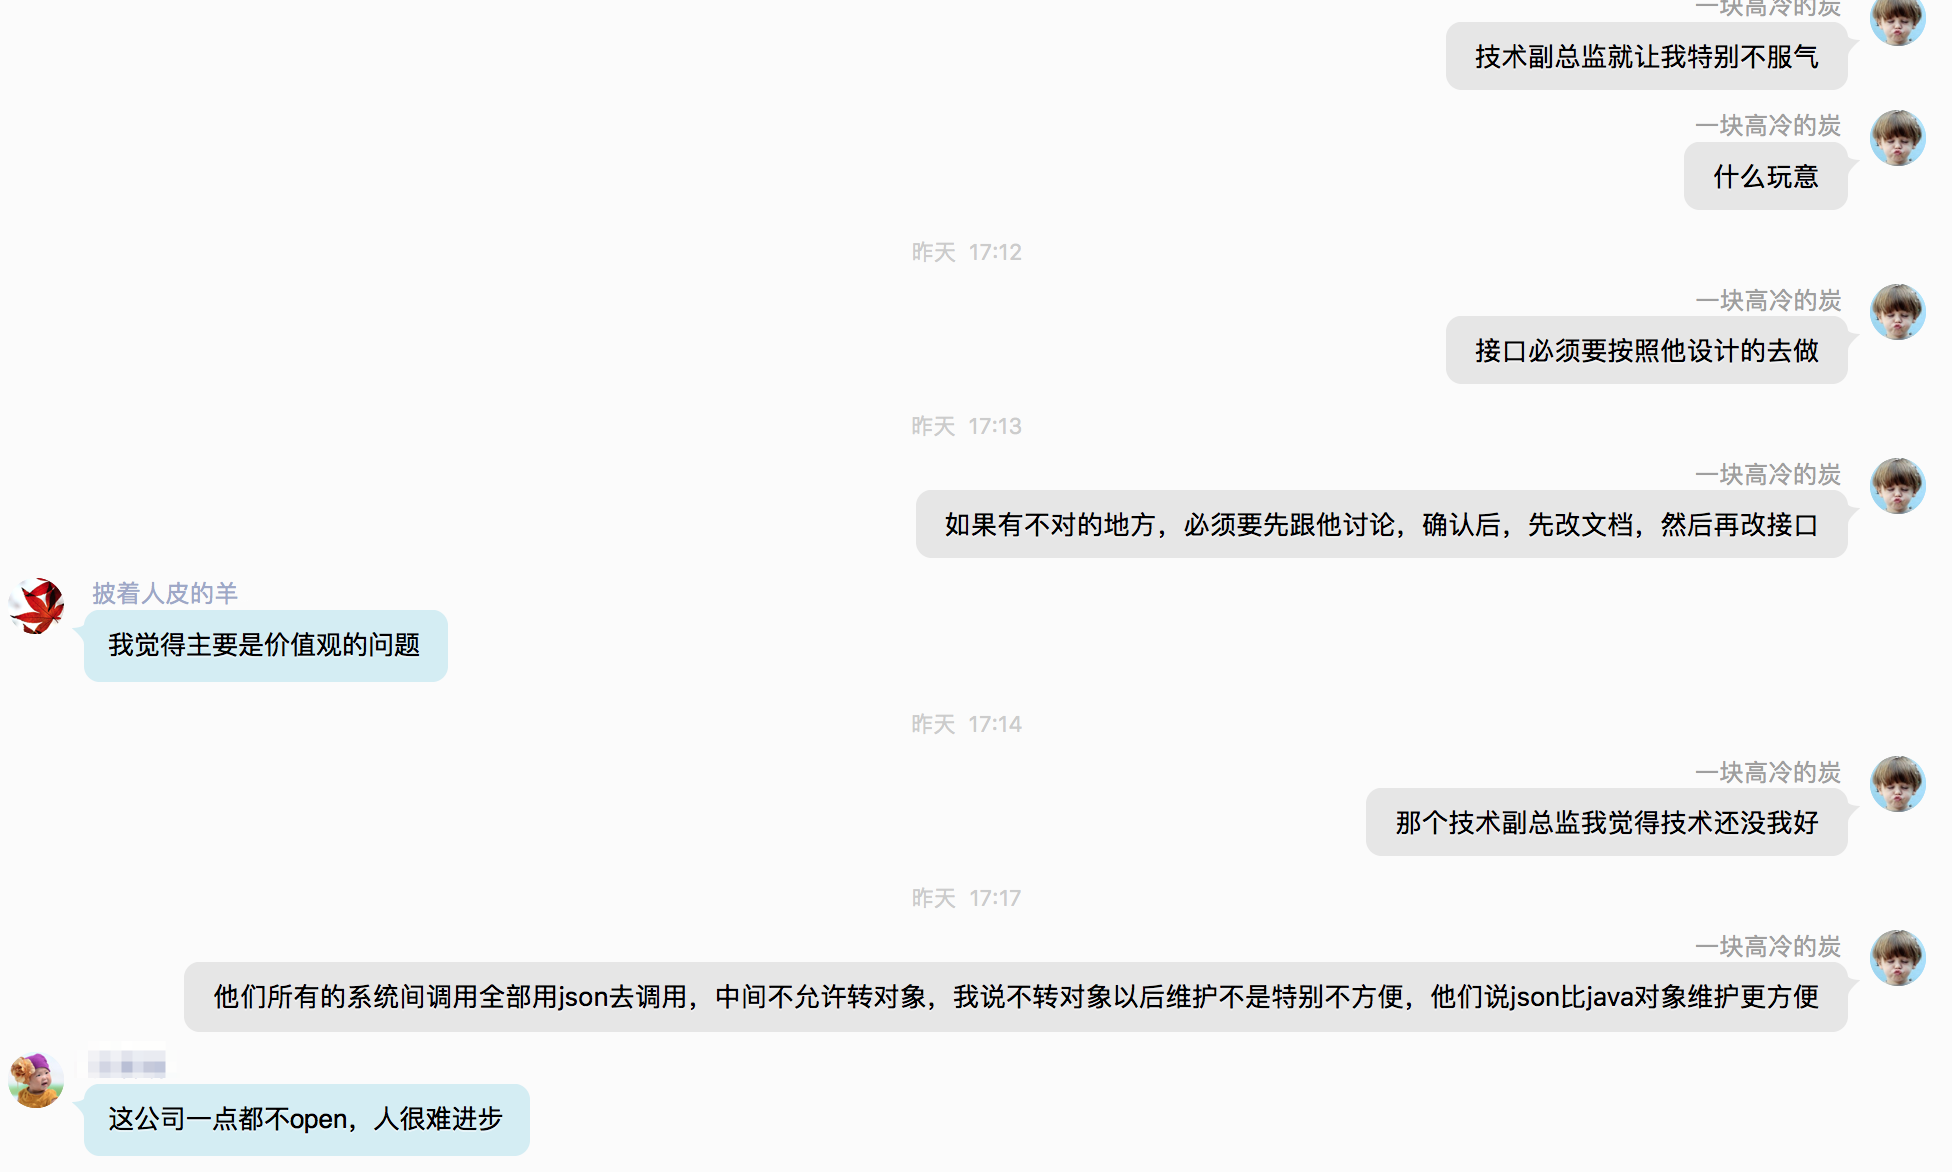 一块高冷的炭
技术副总监就让我特别不服气
一块高冷的炭
什么玩意
昨天 17:12
一块高冷的炭
接口必须要按照他设计的去做
昨天 17:13
一块高冷的炭
如果有不对的地方，必须要先跟他讨论，确认后，先改文档，然后再改接口
披着人皮的羊
我觉得主要是价值观的问题
昨天 17:14
一块高冷的炭
那个技术副总监我觉得技术还没我好
昨天 17:17
一块高冷的炭
他们所有的系统间调用全部用json去调用，中间不允许转对象，我说不转对象以后维护不是特别不方便，他们说json比java对象维护更方便
这公司一点都不open，人很难进步